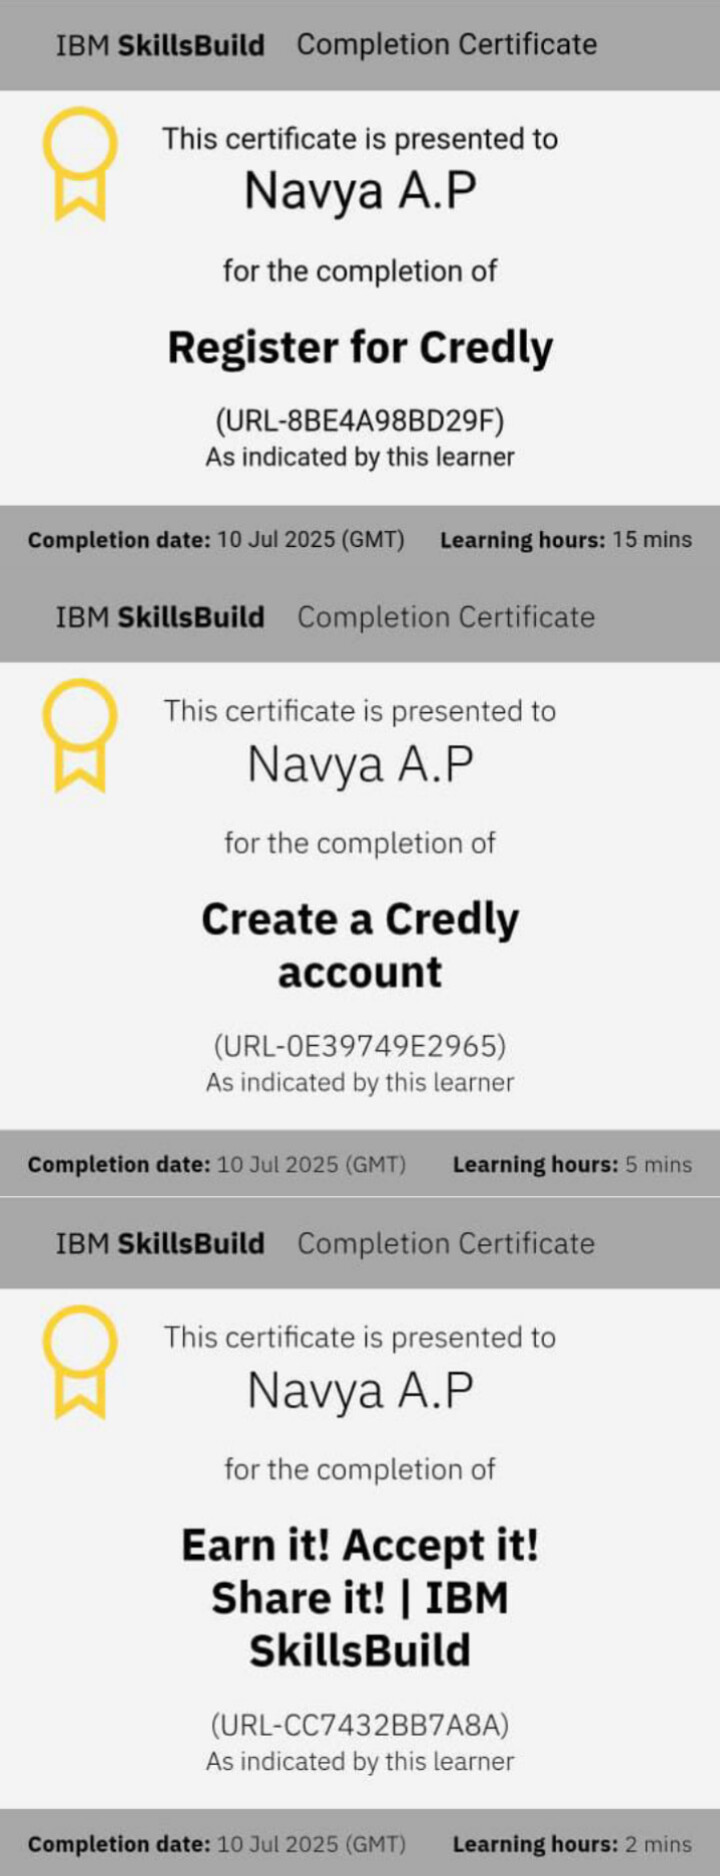 IBM SkillsBuild Completion Certificate
This certificate is presented to
Navya A.P
for the completion of
Register for Credly
(URL-8BE4A98BD29F)
As indicated by this learner
Completion date: 10 Jul 2025 (GMT) Learning hours: 15 mins
IBM SkillsBuild Completion Certificate
This certificate is presented to
Navya A.P
for the completion of
Create a Credly
account
(URL-0E39749E2965)
As indicated by this learner
Completion date: 10 Jul 2025 (GMT) Learning hours: 5 mins
IBM SkillsBuild Completion Certificate
This certificate is presented to
Navya A.P
for the completion of
Earn it! Accept it!
Share it! | IBM
SkillsBuild
(URL-CC7432BB7A8A)
As indicated by this learner
Completion date: 10 Jul 2025 (GMT) Learning hours: 2 mins